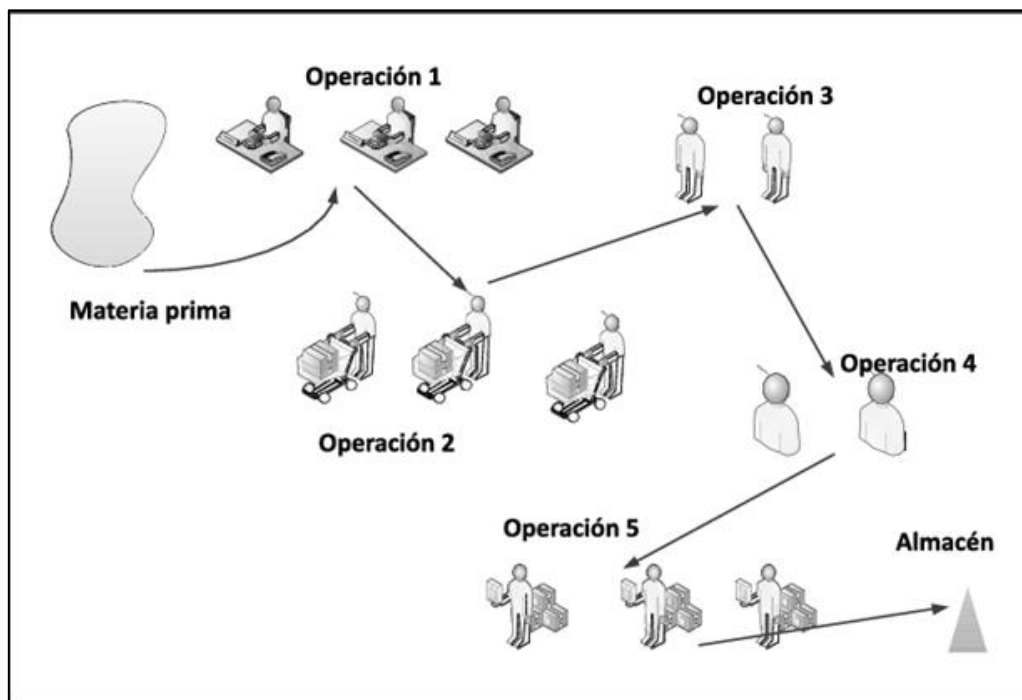 Operación 1
Operación 3
Materia prima
Operación 4
Operación 2
Operación 5
Almacén